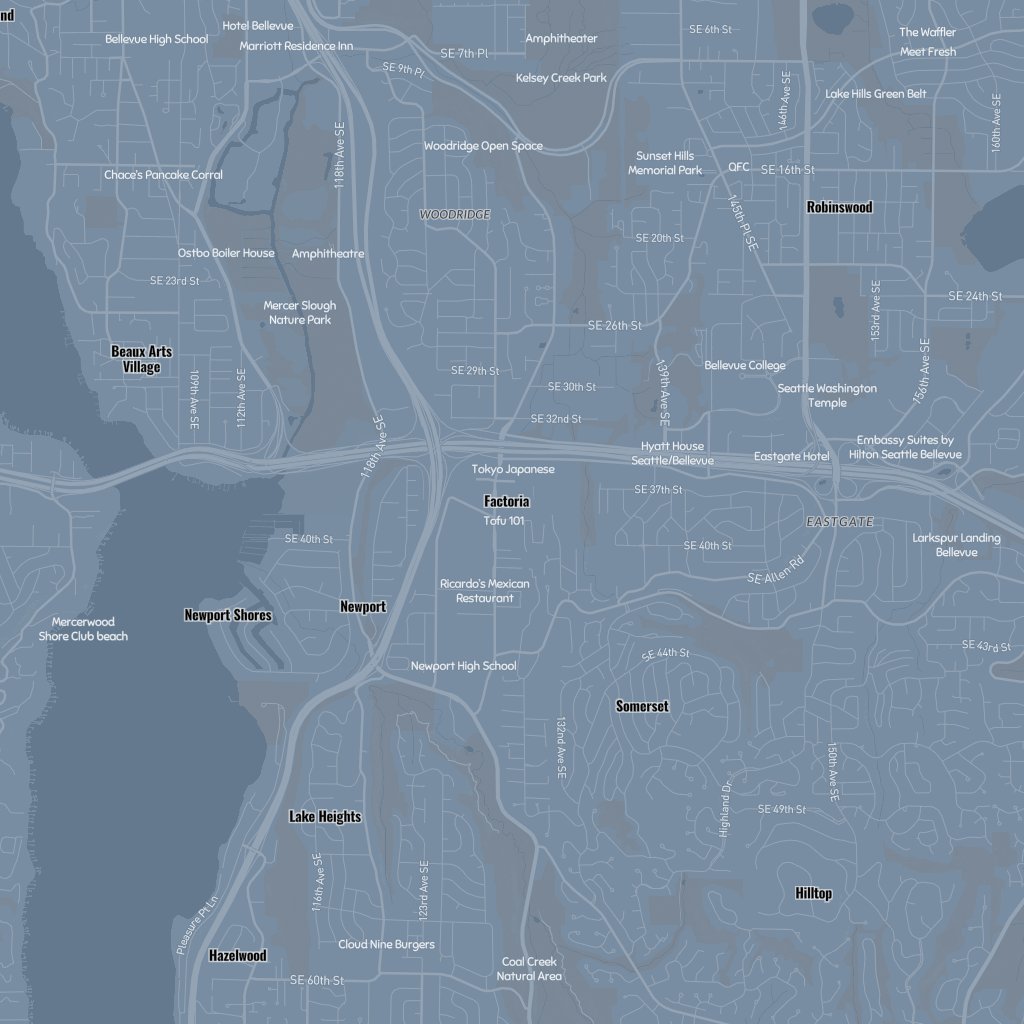 nd
Hotel Bellevue
Bellevue High School
Marriott Residence Inn
SE 7th Pl
SE 9th Pl
Amphitheater
Kelsey Creek Park
SE 6th St
The Waffler
Meet Fresh
Lake Hills Green Belt
146th Ave SE
160th Ave SE
118th Ave SE
Woodridge Open Space
Sunset Hills
Memorial Park
QFC
SE 16th St
Chace's Pancake Corral
WOODRIDGE
145th Pl SE
Robinswood
SE 20th St
Ostbo Boiler House
Amphitheatre
SE 23rd St
Mercer Slough
Nature Park
SE 26th St
153rd Ave SE
SE 24th St
Beaux Arts
Village
109th Ave SE
112th Ave SE
SE 29th St
SE 30th St
SE 32nd St
139th Ave SE
Bellevue College
Seattle Washington
Temple
156th Ave SE
118th Ave SE
Hyatt House
Seattle/Bellevue
Eastgate Hotel
Embassy Suites by
Hilton Seattle Bellevue
Tokyo Japanese
Factoria
Tofu 101
SE 37th St
EASTGATE
SE 40th St
SE 40th St
Larkspur Landing
Bellevue
SE Allen Rd
Ricardo's Mexican
Restaurant
Newport Shores
Newport
Mercerwood
Shore Club beach
SE 43rd St
SE 44th St
Newport High School
Somerset
132nd Ave SE
150th Ave SE
Highland Dr
SE 49th St
Lake Heights
116th Ave SE
123rd Ave SE
Hilltop
Pleasure Pt Ln
Cloud Nine Burgers
Hazelwood
SE 60th St
Coal Creek
Natural Area